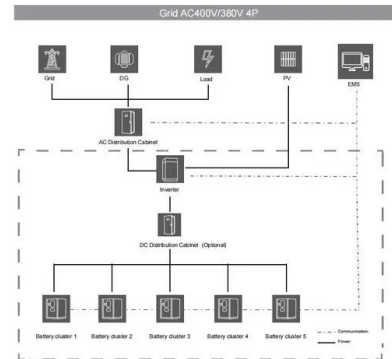 Grid AC400V/380V 4P
Grid
DG
Load
PV
EMS
AC Distribution Cabinet
Inverter
DC Distribution Cabinet (Optional)
Battery cluster 1
Battery cluster 2
Battery cluster 3
Battery cluster 4
Battery cluster 5
Communication
Power